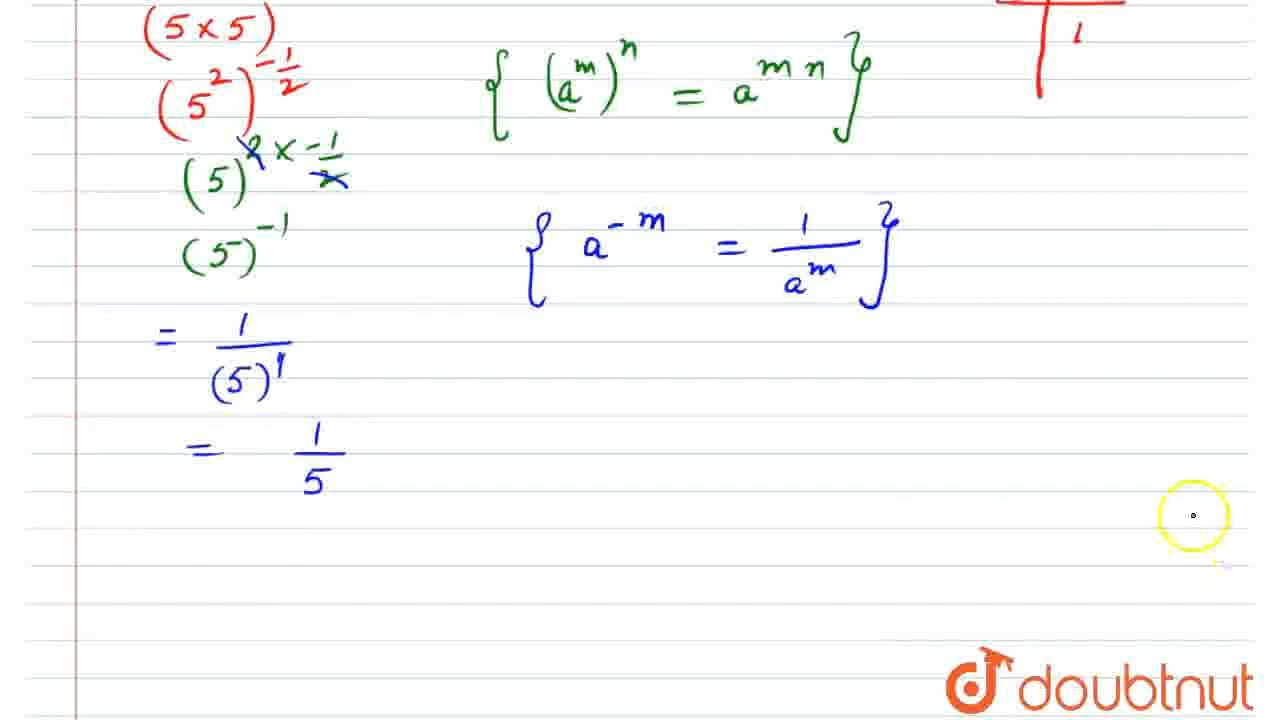 (5 × 5)
1
(5²)^(-1/2)
{ (a^m)^n = a^(m n) }
(5)^(2 × -1/2)
(5)^(-1)
{ a^(-m) = 1/a^m }
= 1/(5)^1
= 1/5
doubtnut